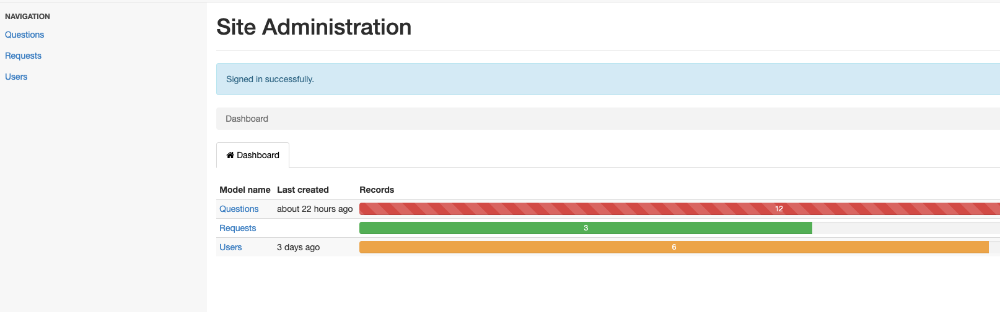 NAVIGATION
Questions
Requests
Users
Site Administration
Signed in successfully.
Dashboard
Dashboard
Model name Last created Records
Questions about 22 hours ago 12
Requests 3
Users 3 days ago 6